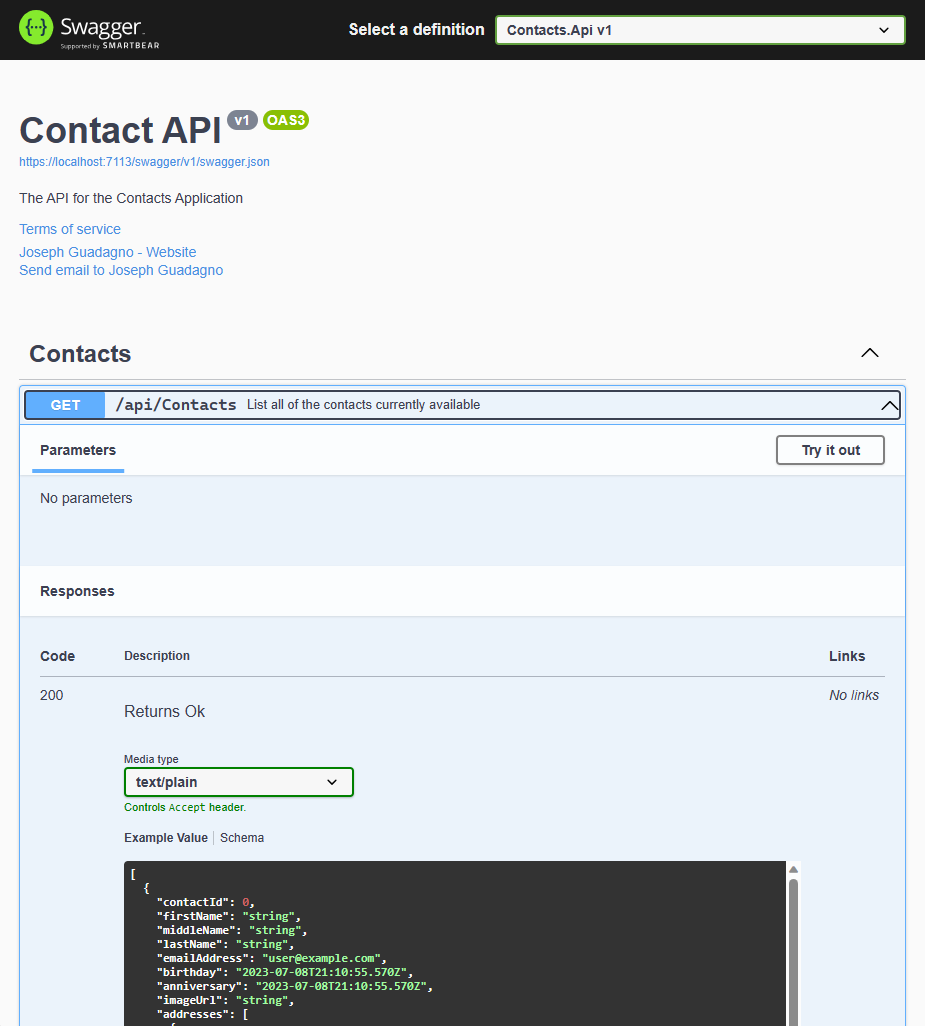 {···} Swagger.
Supported by SMARTBEAR
Select a definition
Contacts.Api v1
Contact API v1 OAS3
https://localhost:7113/swagger/v1/swagger.json
The API for the Contacts Application
Terms of service
Joseph Guadagno - Website
Send email to Joseph Guadagno
Contacts
GET /api/Contacts List all of the contacts currently available
Parameters
Try it out
No parameters
Responses
Code Description Links
200
Returns Ok
No links
Media type
text/plain
Controls Accept header.
Example Value Schema
[
  {
    "contactId": 0,
    "firstName": "string",
    "middleName": "string",
    "lastName": "string",
    "emailAddress": "user@example.com",
    "birthday": "2023-07-08T21:10:55.570Z",
    "anniversary": "2023-07-08T21:10:55.570Z",
    "imageUrl": "string",
    "addresses": [
      {